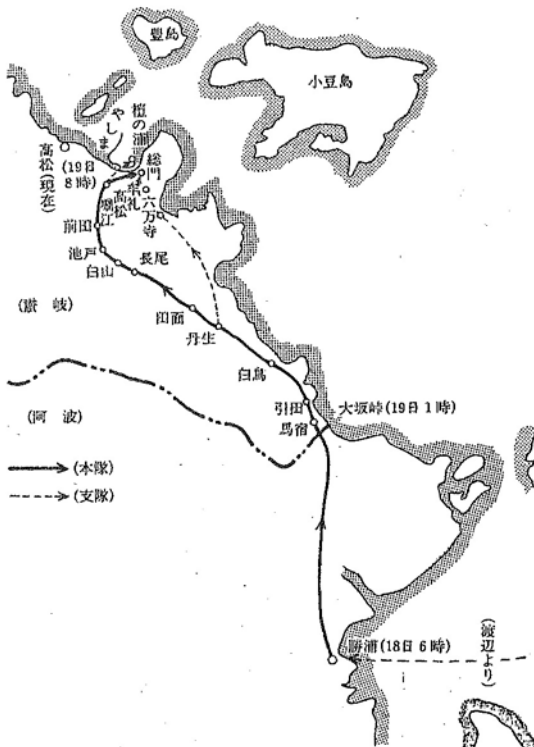 豊島
小豆島
檀の浦
やしま
総門
牟礼
六万寺
高松
高松(現在)
(19日8時)
堀江
前田
池戸
白山
長尾
(讃岐)
田面
丹生
白鳥
引田
馬宿
大坂峠(19日1時)
(阿波)
(本隊)
(支隊)
勝浦(18日6時)
(渡辺より)